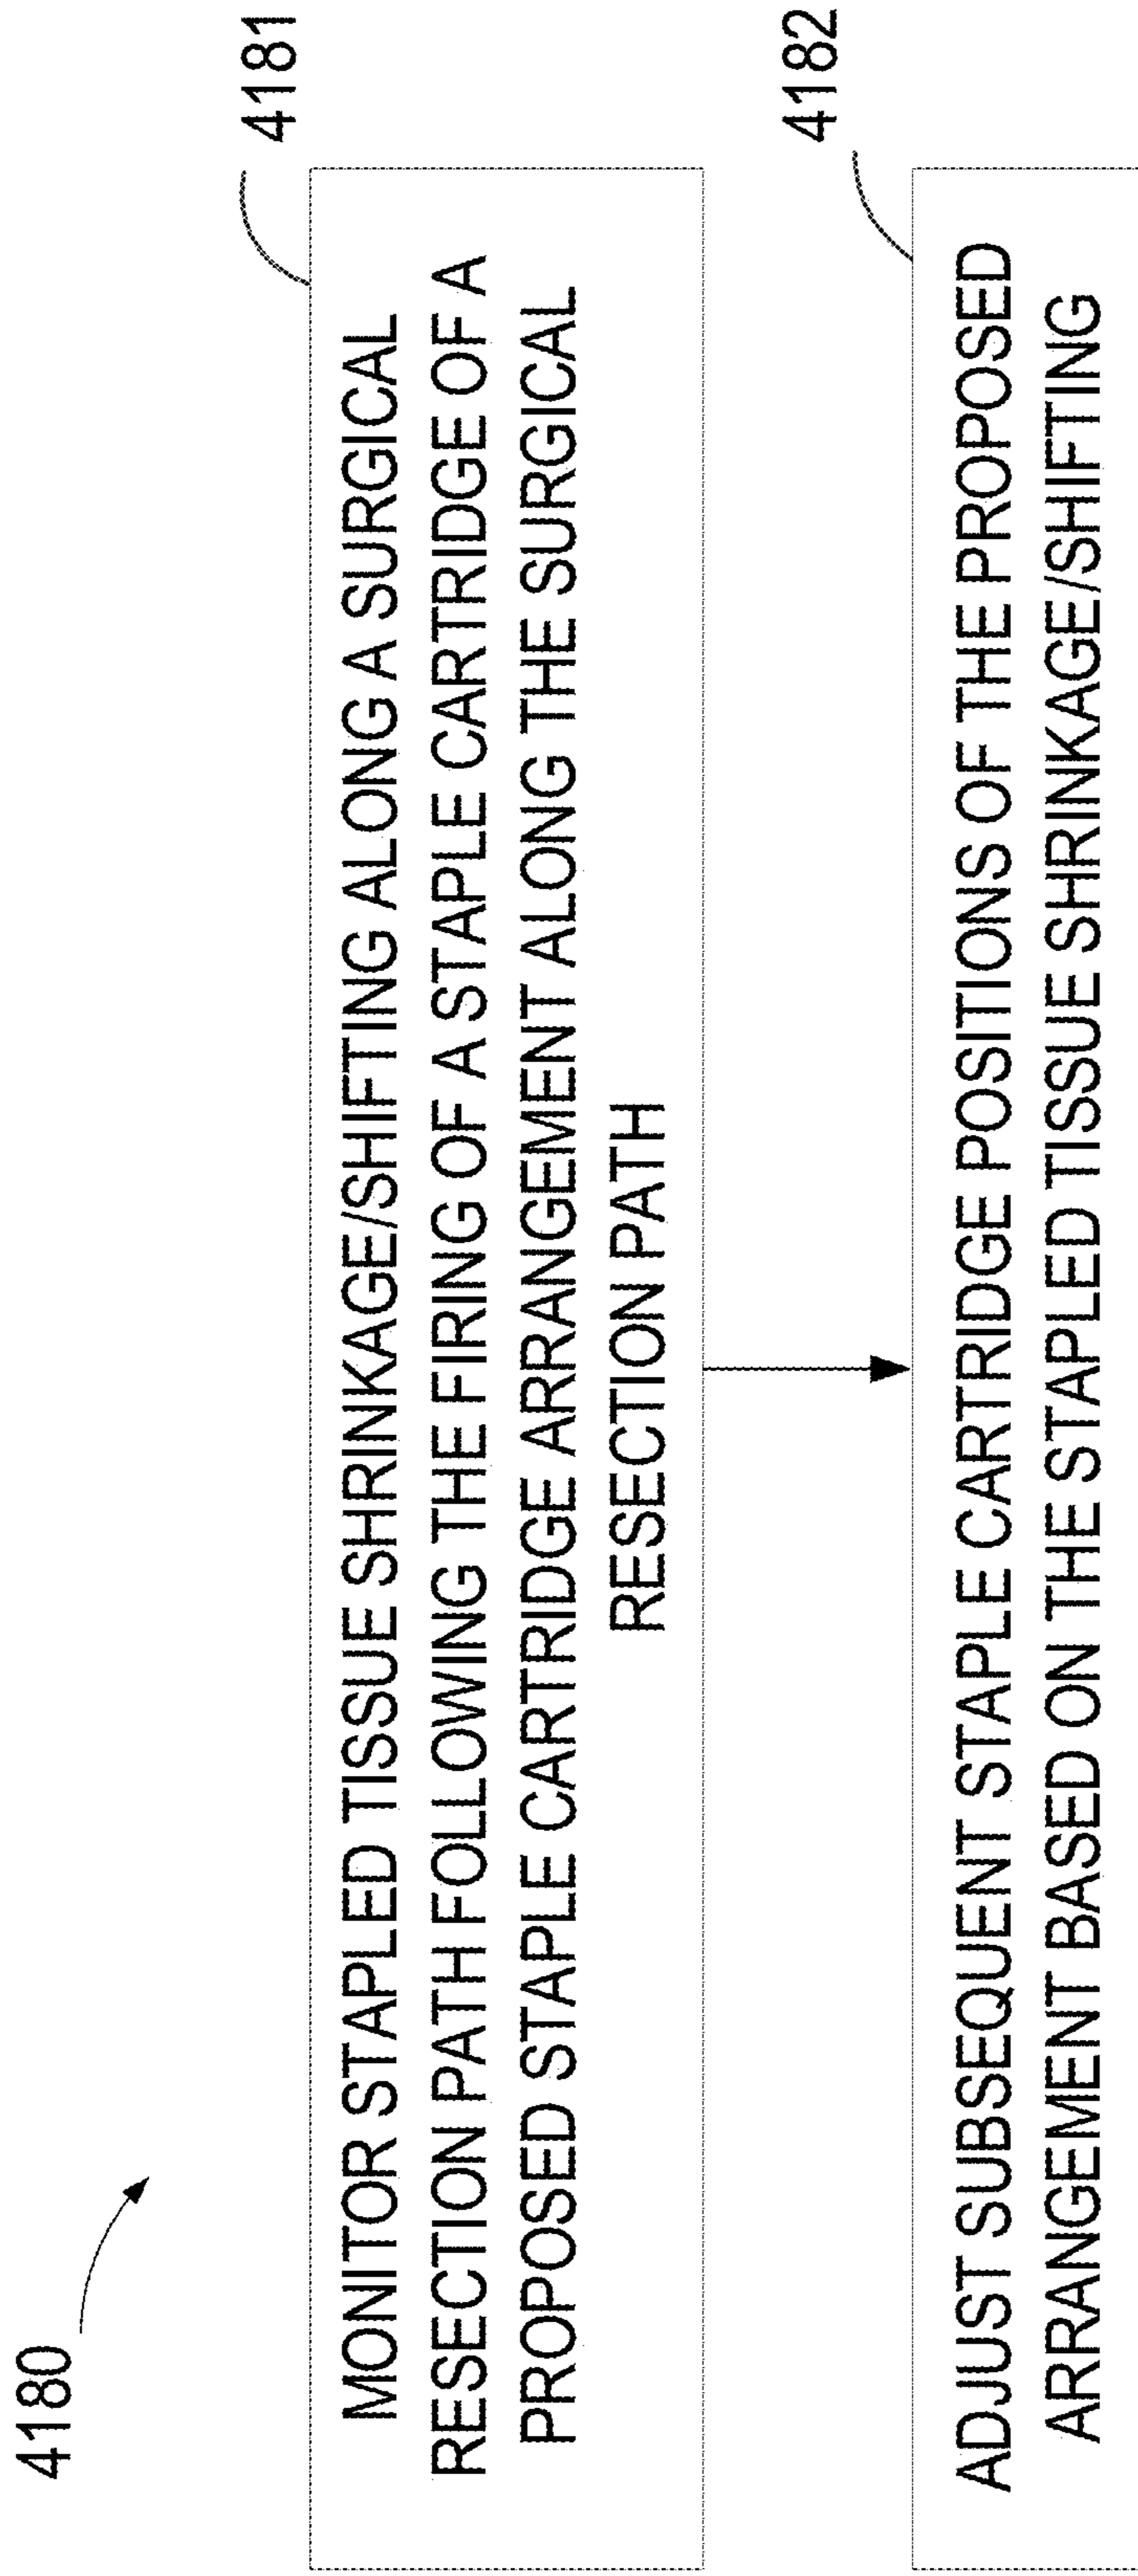 4180
4181
MONITOR STAPLED TISSUE SHRINKAGE/SHIFTING ALONG A SURGICAL
RESECTION PATH FOLLOWING THE FIRING OF A STAPLE CARTRIDGE OF A
PROPOSED STAPLE CARTRIDGE ARRANGEMENT ALONG THE SURGICAL
RESECTION PATH
4182
ADJUST SUBSEQUENT STAPLE CARTRIDGE POSITIONS OF THE PROPOSED
ARRANGEMENT BASED ON THE STAPLED TISSUE SHRINKAGE/SHIFTING